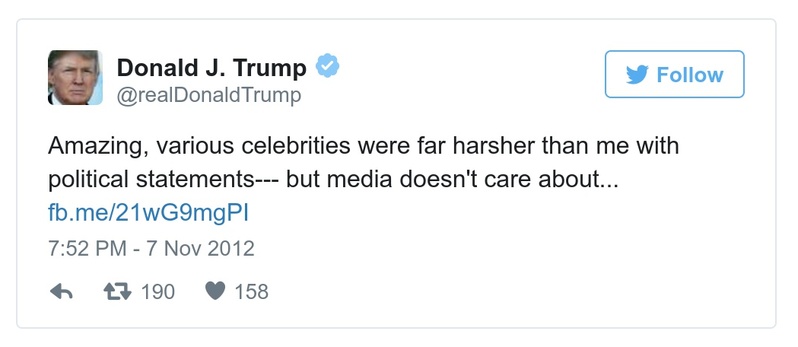 Donald J. Trump
@realDonaldTrump
Follow
Amazing, various celebrities were far harsher than me with
political statements--- but media doesn't care about...
fb.me/21wG9mgPI
7:52 PM - 7 Nov 2012
190
158